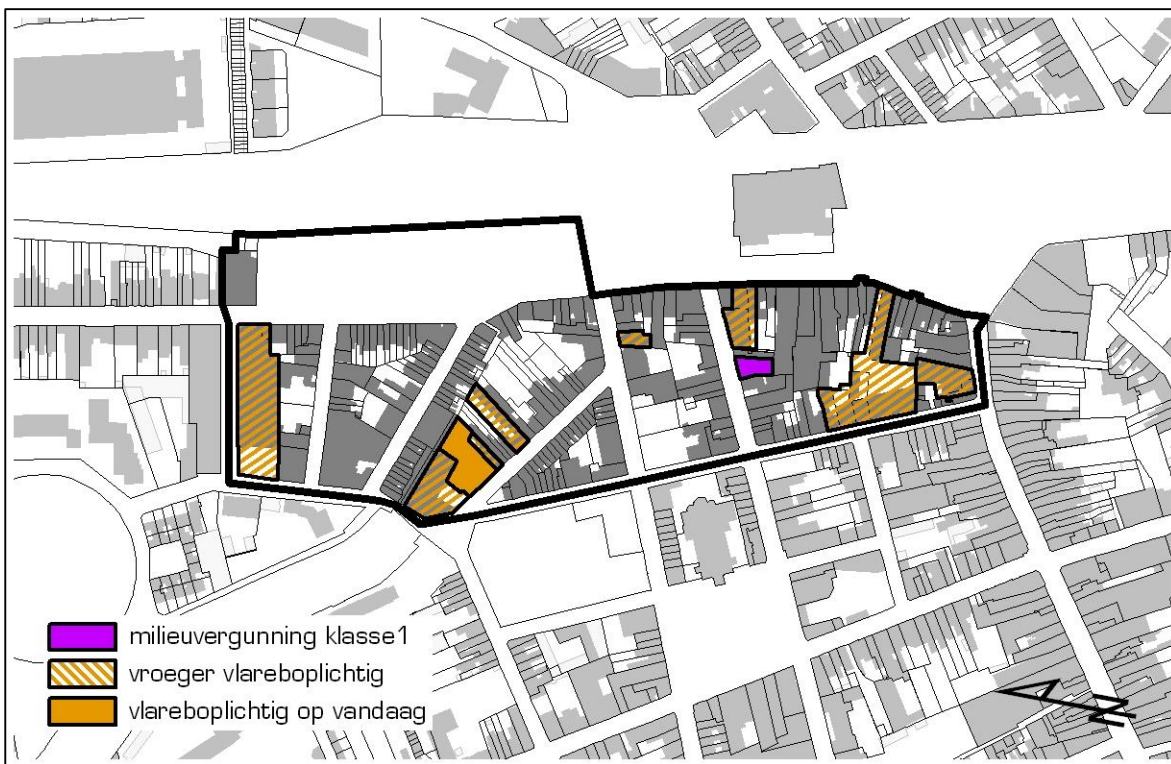 milieuvergunning klasse1
vroeger vlareboplichtig
vlareboplichtig op vandaag
N